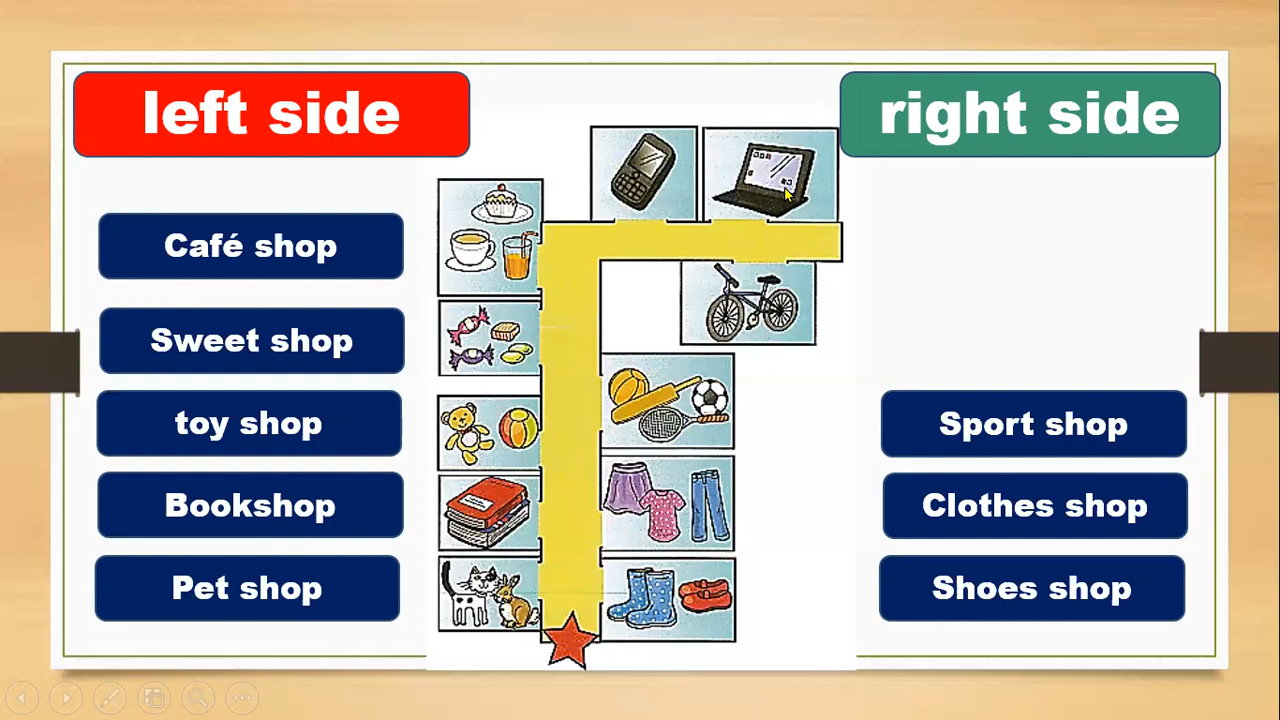 left side
right side
Café shop
Sweet shop
toy shop
Bookshop
Pet shop
Sport shop
Clothes shop
Shoes shop